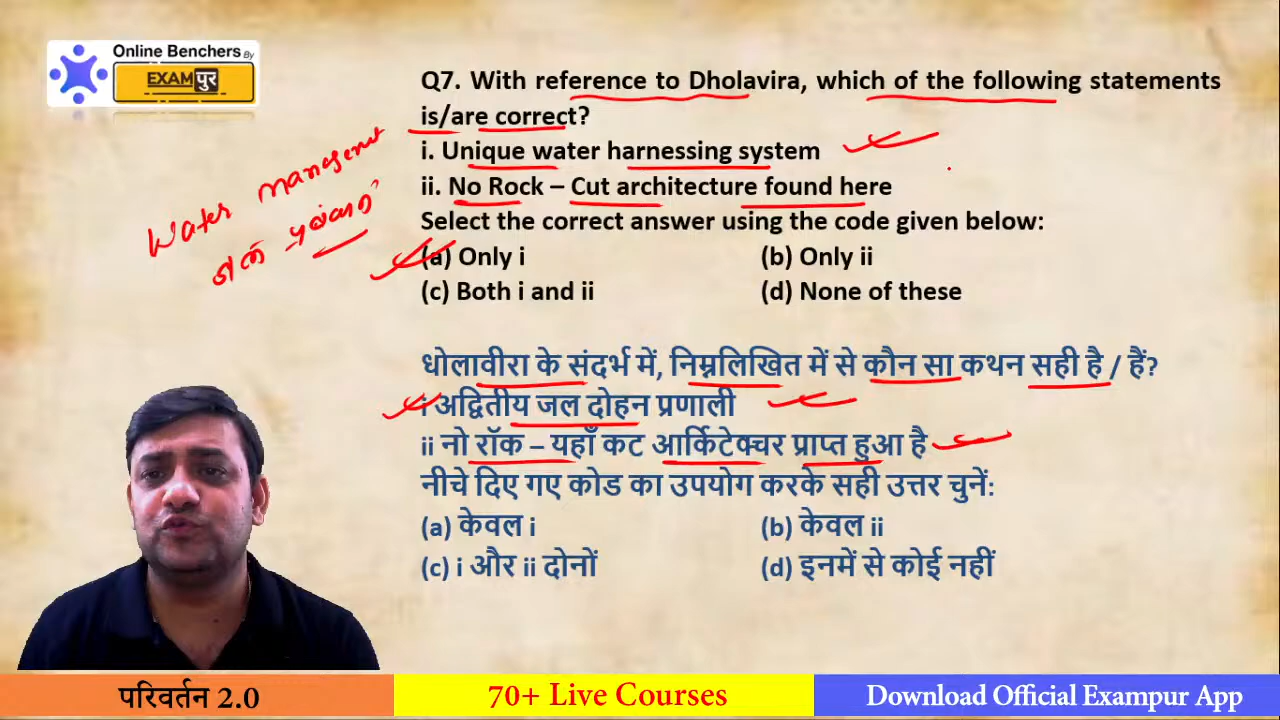 Online Benchers By
EXAMपुर
Q7. With reference to Dholavira, which of the following statements
is/are correct?
i. Unique water harnessing system
ii. No Rock – Cut architecture found here
Select the correct answer using the code given below:
(a) Only i (b) Only ii
(c) Both i and ii (d) None of these
Water management
जल प्रबंधन
धोलावीरा के संदर्भ में, निम्नलिखित में से कौन सा कथन सही है / हैं?
i अद्वितीय जल दोहन प्रणाली
ii नो रॉक – यहाँ कट आर्किटेक्चर प्राप्त हुआ है
नीचे दिए गए कोड का उपयोग करके सही उत्तर चुनें:
(a) केवल i (b) केवल ii
(c) i और ii दोनों (d) इनमें से कोई नहीं
परिवर्तन 2.0
70+ Live Courses
Download Official Exampur App